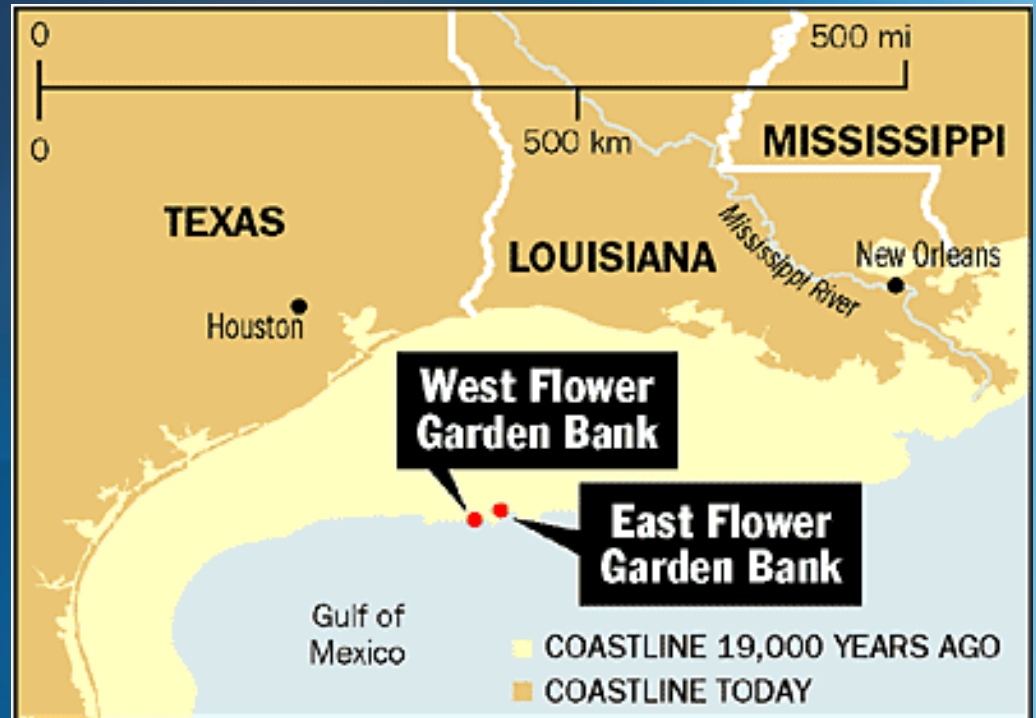 0
500 mi
0
500 km
MISSISSIPPI
TEXAS
LOUISIANA
Mississippi River
New Orleans
Houston
West Flower
Garden Bank
East Flower
Garden Bank
Gulf of
Mexico
COASTLINE 19,000 YEARS AGO
COASTLINE TODAY